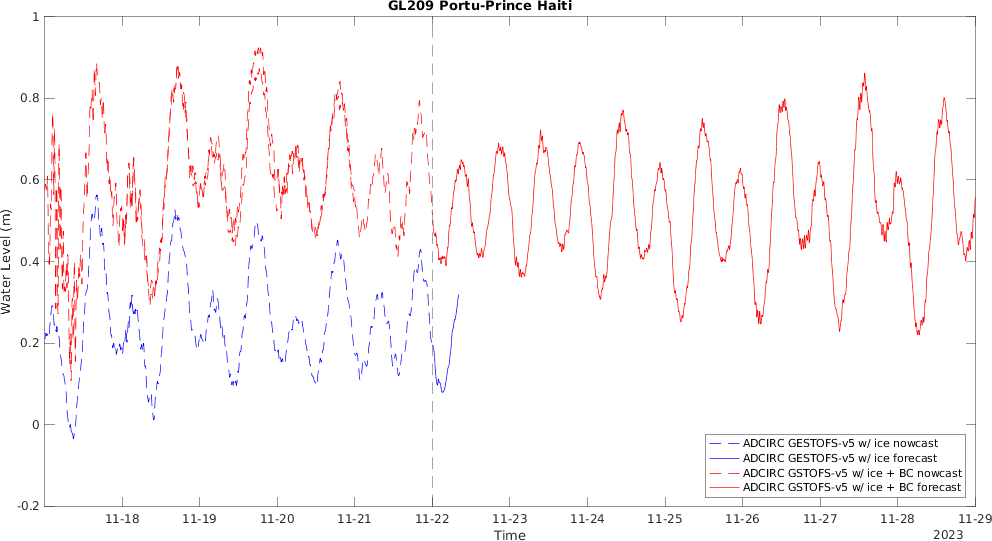 GL209 Portu-Prince Haiti
1
0.8
0.6
0.4
0.2
0
-0.2
Water Level (m)
11-18 11-19 11-20 11-21 11-22 11-23 11-24 11-25 11-26 11-27 11-28 11-29
Time
2023
ADCIRC GESTOFS-v5 w/ ice nowcast
ADCIRC GESTOFS-v5 w/ ice forecast
ADCIRC GSTOFS-v5 w/ ice + BC nowcast
ADCIRC GSTOFS-v5 w/ ice + BC forecast